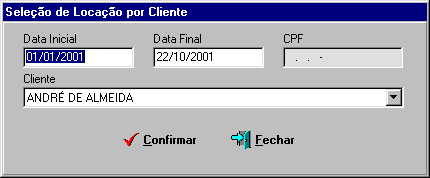 Seleção de Locação por Cliente
Data Inicial Data Final CPF
01/01/2001 22/10/2001 . . -
Cliente
ANDRÉ DE ALMEIDA
Confirmar Fechar